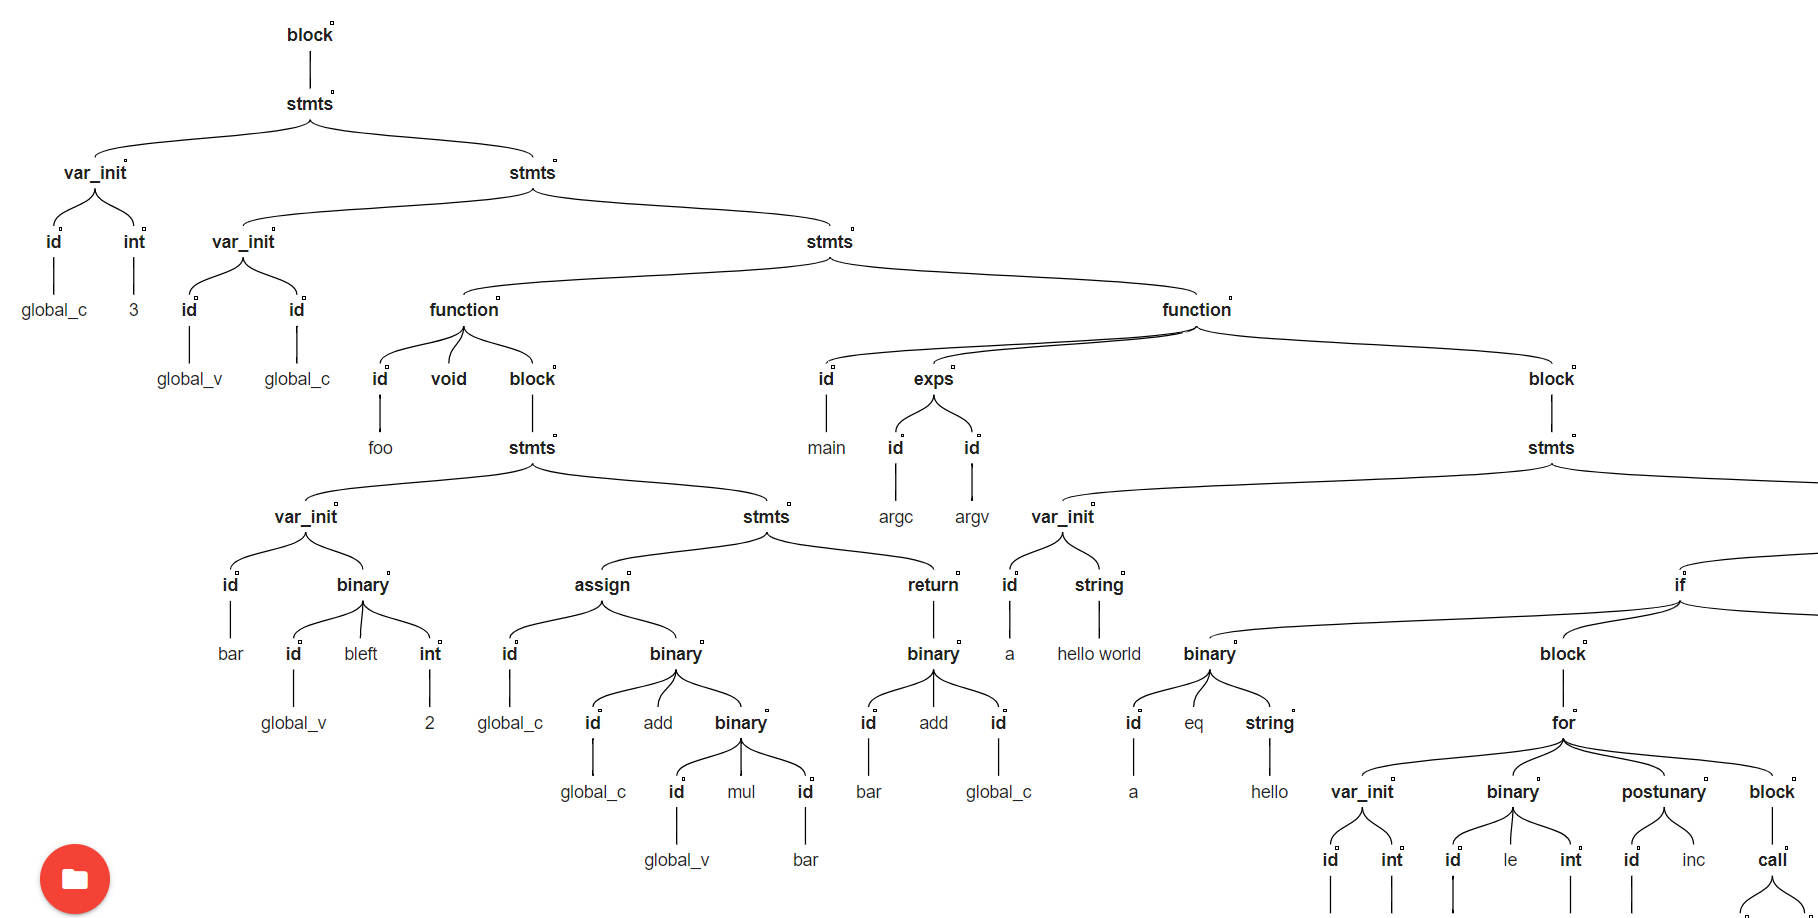 block
stmts
var_init stmts
id int var_init stmts
global_c 3 id id function function
global_v global_c id void block id exps block
foo stmts main id id stmts
var_init stmts argc argv var_init
id binary assign return id string if
bar id bleft int id binary binary a hello world binary block
global_v 2 global_c id add binary id add id id eq string for
global_c id mul id bar global_c a hello var_init binary postunary block
global_v bar id int id le int id inc call